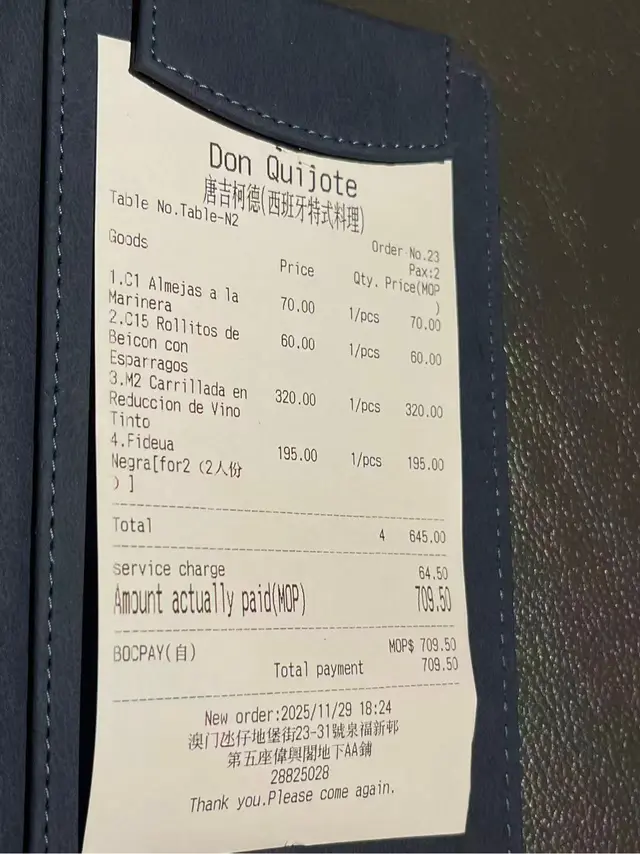 Don Quijote
唐吉柯德(西班牙特式料理)
Table No.Table-N2
Order No.23
Pax:2
Goods Price Qty. Price(MOP
)
1.C1 Almejas a la
Marinera 70.00 1/pcs 70.00
2.C15 Rollitos de
Beicon con 60.00 1/pcs 60.00
Esparragos
3.M2 Carrillada en
Reduccion de Vino 320.00 1/pcs 320.00
Tinto
4.Fideua
Negra[for2（2人份 195.00 1/pcs 195.00
）]
Total 4 645.00
service charge 64.50
Amount actually paid(MOP) 709.50
BOCPAY(自) MOP$ 709.50
Total payment 709.50
New order:2025/11/29 18:24
澳门氹仔地堡街23-31號泉福新邨
第五座偉興閣地下AA鋪
28825028
Thank you.Please come again.